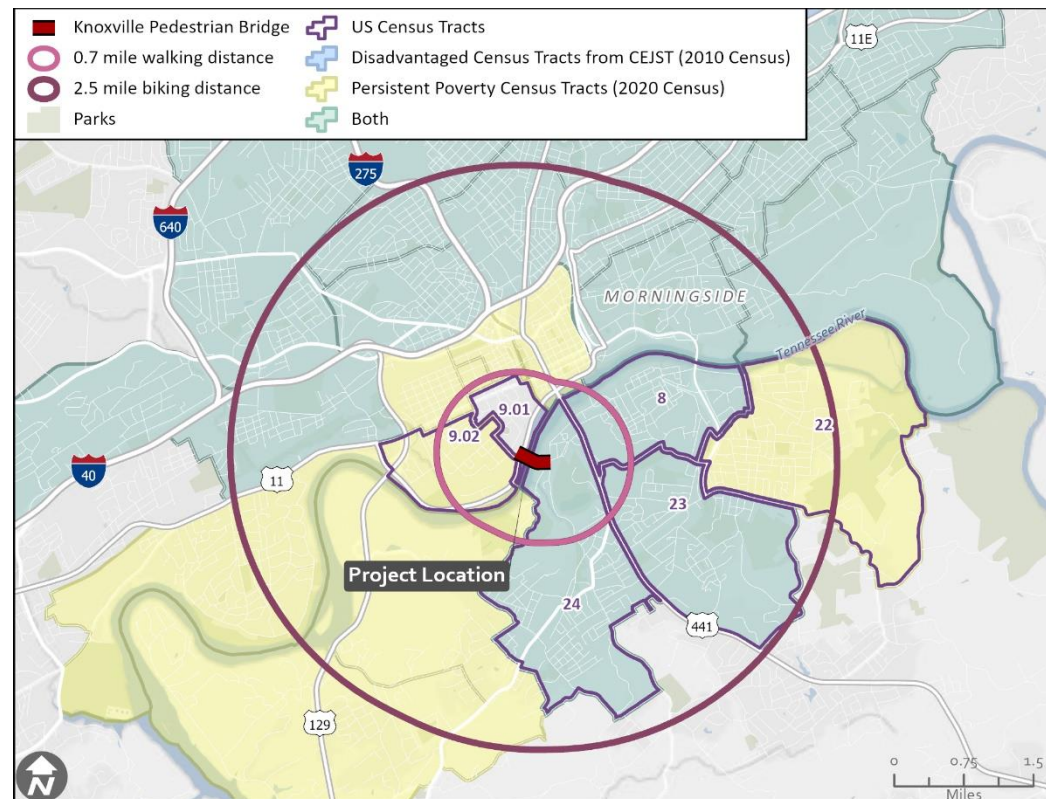 Knoxville Pedestrian Bridge
0.7 mile walking distance
2.5 mile biking distance
Parks
US Census Tracts
Disadvantaged Census Tracts from CEJST (2010 Census)
Persistent Poverty Census Tracts (2020 Census)
Both
11E
275
640
MORNINGSIDE
Tennessee River
9.01
8
22
9.02
40
11
23
Project Location
24
441
129
N
0 0.75 1.5
Miles